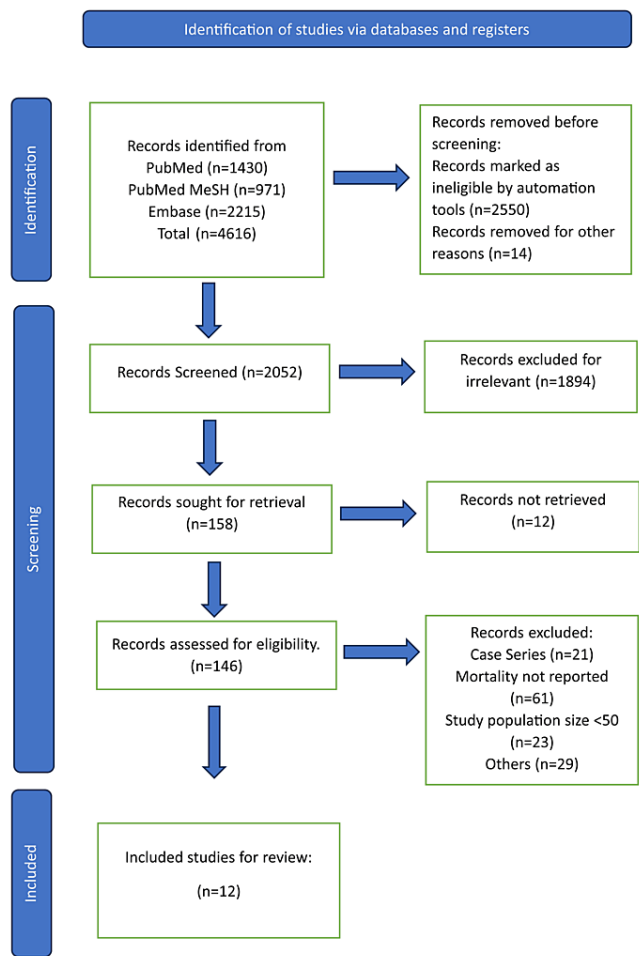 Identification of studies via databases and registers
Identification
Records identified from
PubMed (n=1430)
PubMed MeSH (n=971)
Embase (n=2215)
Total (n=4616)
Records removed before
screening:
Records marked as
ineligible by automation
tools (n=2550)
Records removed for other
reasons (n=14)
Screening
Records Screened (n=2052)
Records excluded for
irrelevant (n=1894)
Records sought for retrieval
(n=158)
Records not retrieved
(n=12)
Records assessed for eligibility.
(n=146)
Records excluded:
Case Series (n=21)
Mortality not reported
(n=61)
Study population size <50
(n=23)
Others (n=29)
Included
Included studies for review:
(n=12)